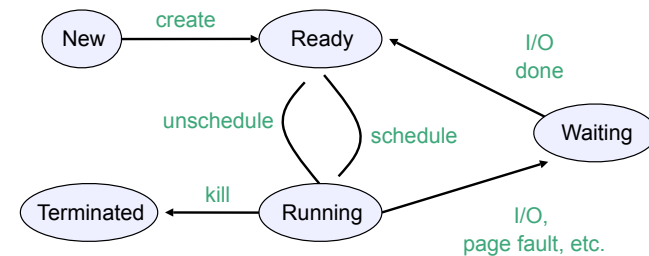 create
New
Ready
I/O
done
unschedule
schedule
Waiting
kill
Terminated
Running
I/O,
page fault, etc.